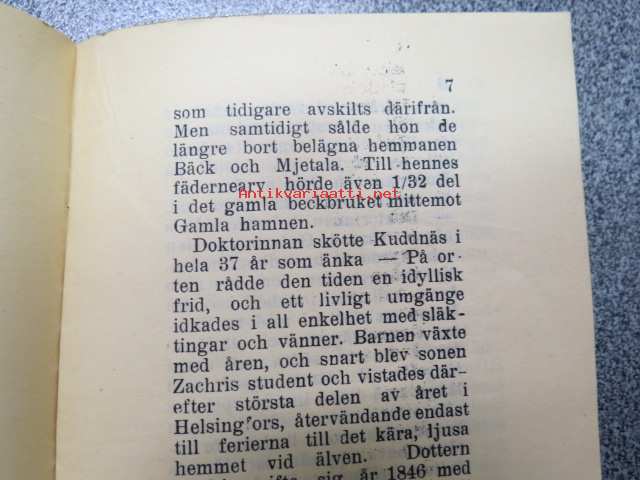 7
som tidigare avskilts därifrån.
Men samtidigt sålde hon de
längre bort belägna hemmanen
Bäck och Mjetala. Till hennes
fädernearv hörde även 1/32 del
Antikvariaatti.net
i det gamla beckbruket mittemot
Gamla hamnen.
Doktorinnan skötte Kuddnäs i
hela 37 år som änka — På or-
ten rådde den tiden en idyllisk
frid, och ett livligt umgänge
idkades i all enkelhet med släk-
tingar och vänner. Barnen växte
med åren, och snart blev sonen
Zachris student och vistades där-
efter största delen av året i
Helsingfors, återvändande endast
till ferierna till det kära, ljusa
hemmet vid älven. Dottern
sig år 1846 med